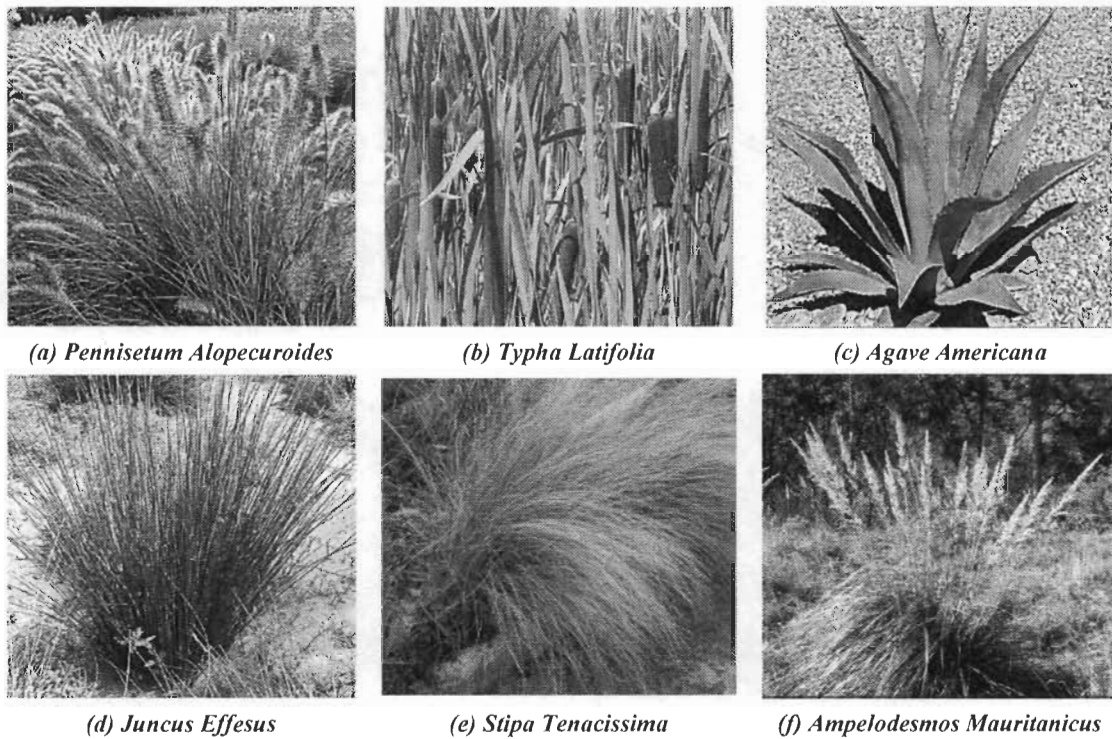 (a) Pennisetum Alopecuroides
(b) Typha Latifolia
(c) Agave Americana
(d) Juncus Effesus
(e) Stipa Tenacissima
(f) Ampelodesmos Mauritanicus